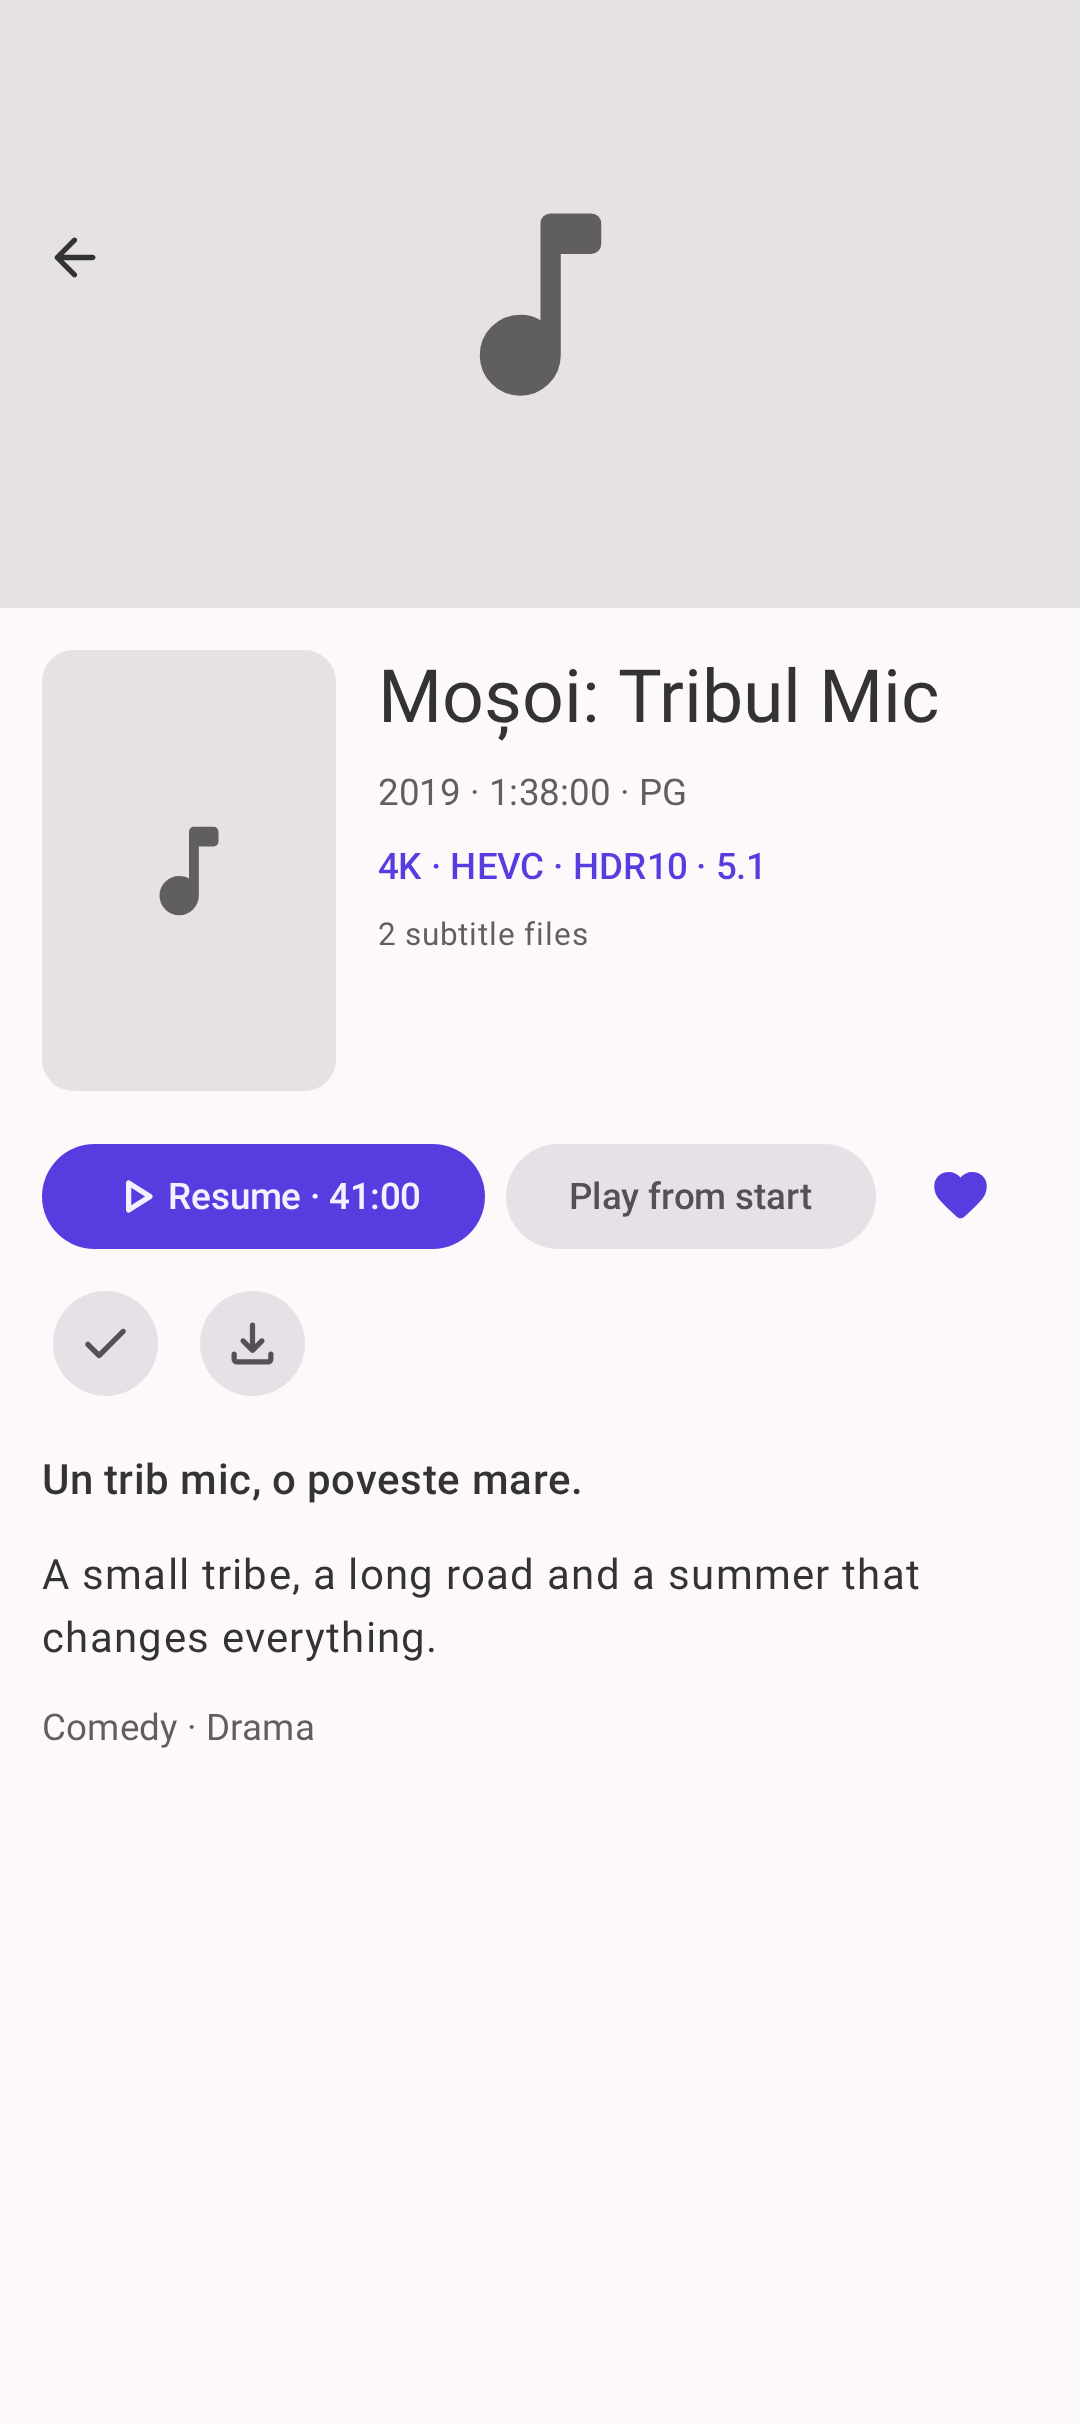 Moșoi: Tribul Mic
2019 · 1:38:00 · PG
4K · HEVC · HDR10 · 5.1
2 subtitle files
Resume · 41:00
Play from start
Un trib mic, o poveste mare.
A small tribe, a long road and a summer that
changes everything.
Comedy · Drama